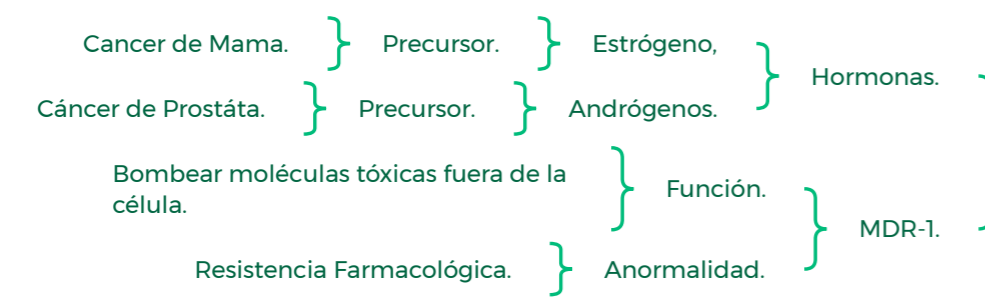 Cancer de Mama.
Precursor.
Estrógeno,
Hormonas.
Cáncer de Prostáta.
Precursor.
Andrógenos.
Bombear moléculas tóxicas fuera de la
célula.
Función.
MDR-1.
Resistencia Farmacológica.
Anormalidad.